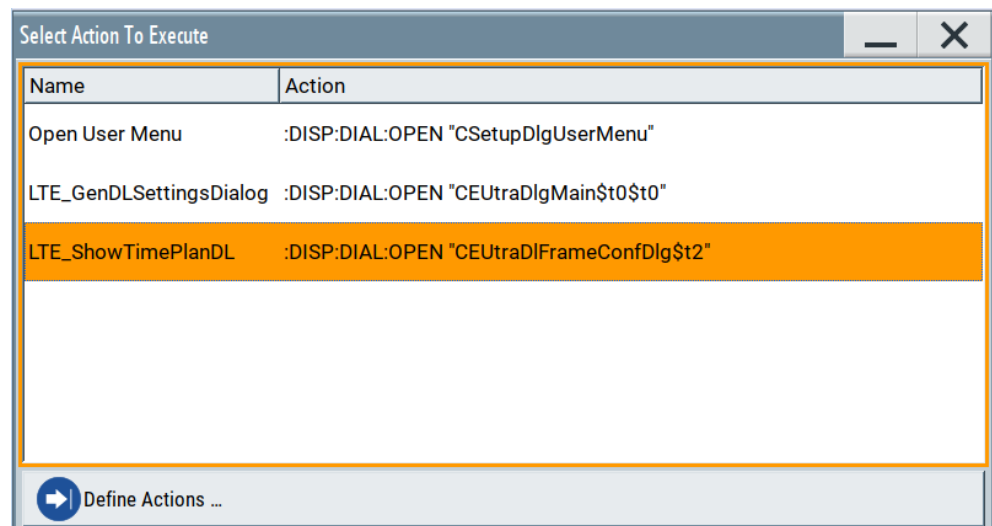 Select Action To Execute
Name Action
Open User Menu :DISP:DIAL:OPEN "CSetupDlgUserMenu"
LTE_GenDLSettingsDialog :DISP:DIAL:OPEN "CEUtraDlgMain$t0$t0"
LTE_ShowTimePlanDL :DISP:DIAL:OPEN "CEUtraDlFrameConfDlg$t2"
Define Actions ...